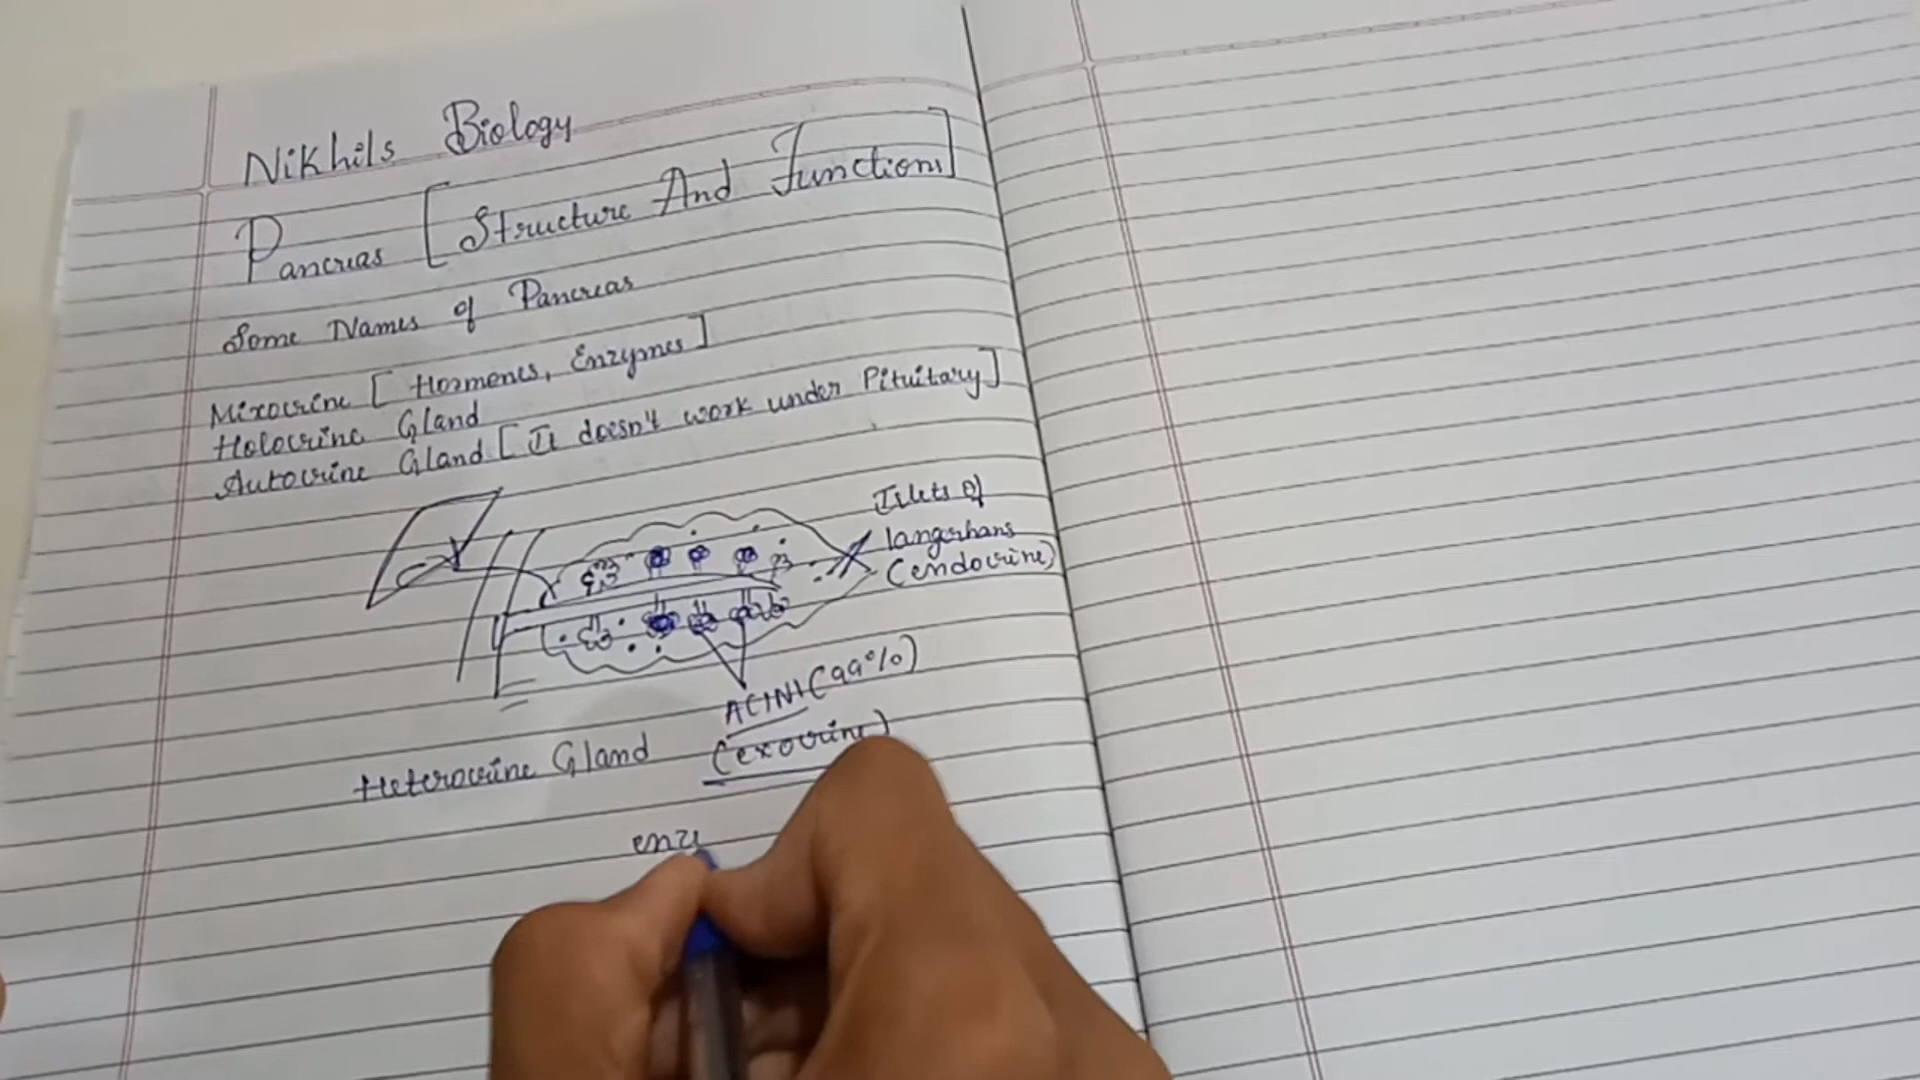 Nikhils Biology
Pancreas [Structure And Functions]
Some Names of Pancreas
Mixocrine [Hormones, Enzymes]
Holocrine Gland
Autocrine Gland [It doesn't work under Pituitary]
Islets of
langerhans
(endocrine)
ACINI (99%)
(exocrine)
Heterocrine Gland
enz